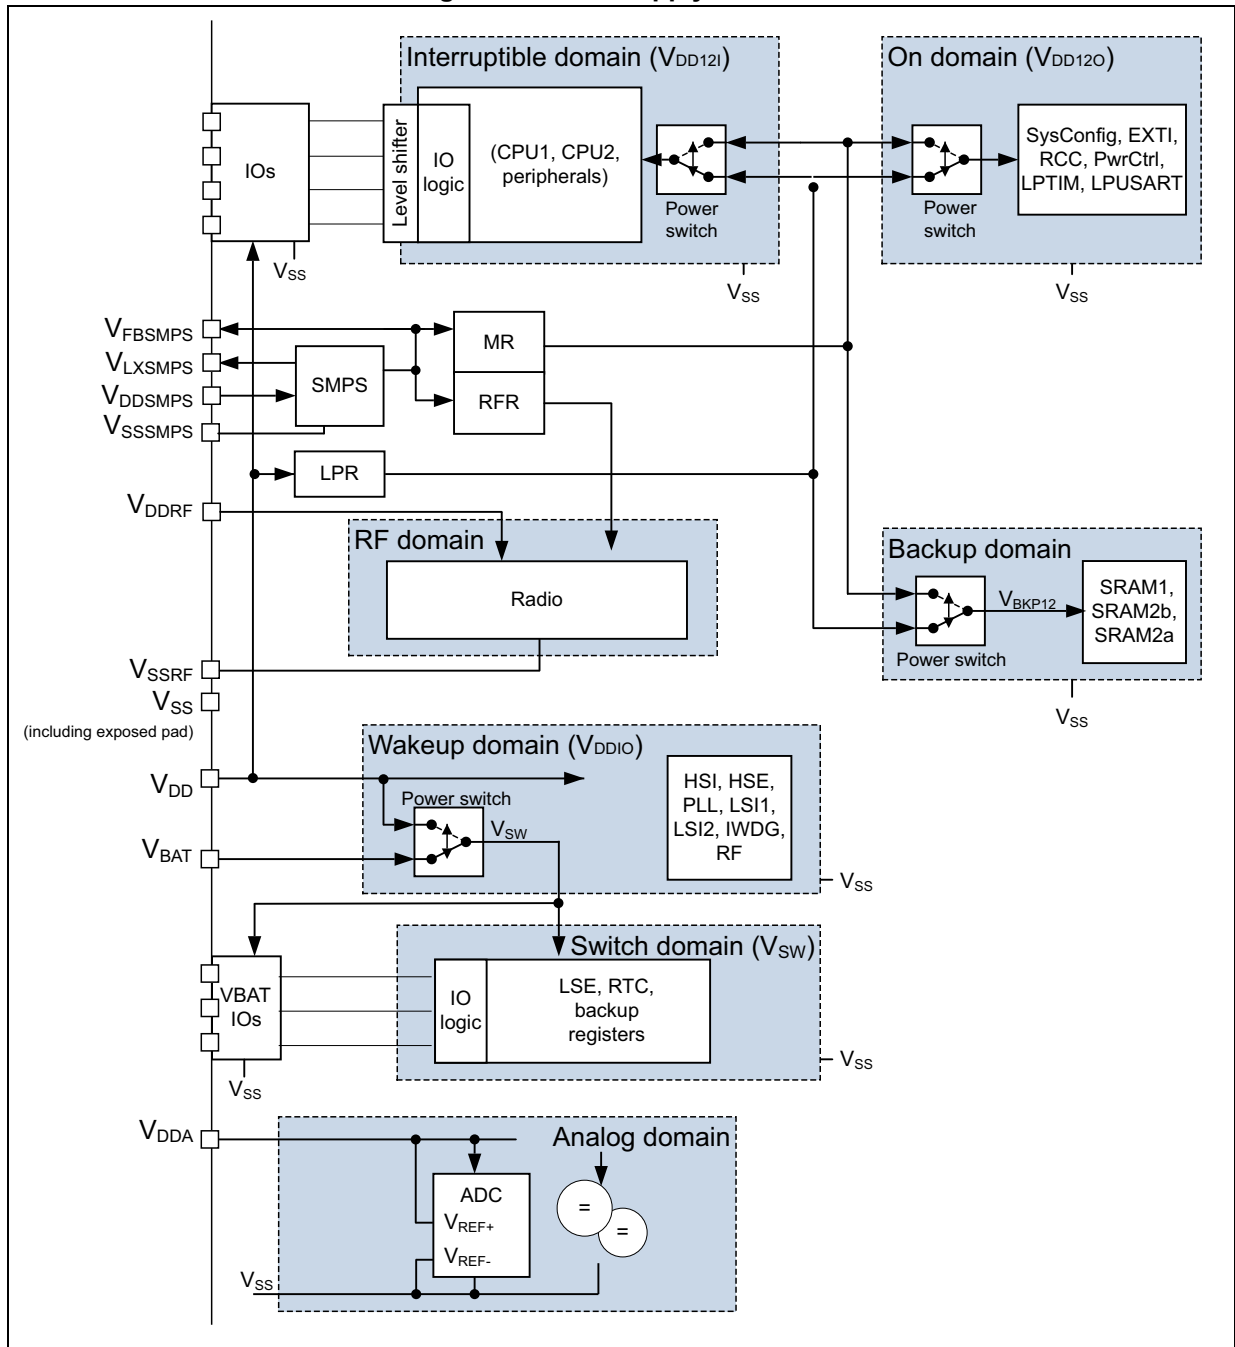 Interruptible domain (VDD12I)
On domain (VDD12O)
IOs
Level shifter
IO
logic
(CPU1, CPU2,
peripherals)
Power
switch
Power
switch
SysConfig, EXTI,
RCC, PwrCtrl,
LPTIM, LPUSART
VSS
VSS
VSS
VFBSMPS
VLXSMPS
VDDSMPS
VSSSMPS
SMPS
MR
RFR
LPR
VDDRF
RF domain
Radio
Backup domain
VBKP12
SRAM1,
SRAM2b,
SRAM2a
Power switch
VSS
VSSRF
VSS
(including exposed pad)
Wakeup domain (VDDIO)
VDD
Power switch
VSW
HSI, HSE,
PLL, LSI1,
LSI2, IWDG,
RF
VBAT
VSS
Switch domain (VSW)
VBAT
IOs
IO
logic
LSE, RTC,
backup
registers
VSS
VSS
VDDA
Analog domain
ADC
VREF+
VREF-
=
=
VSS